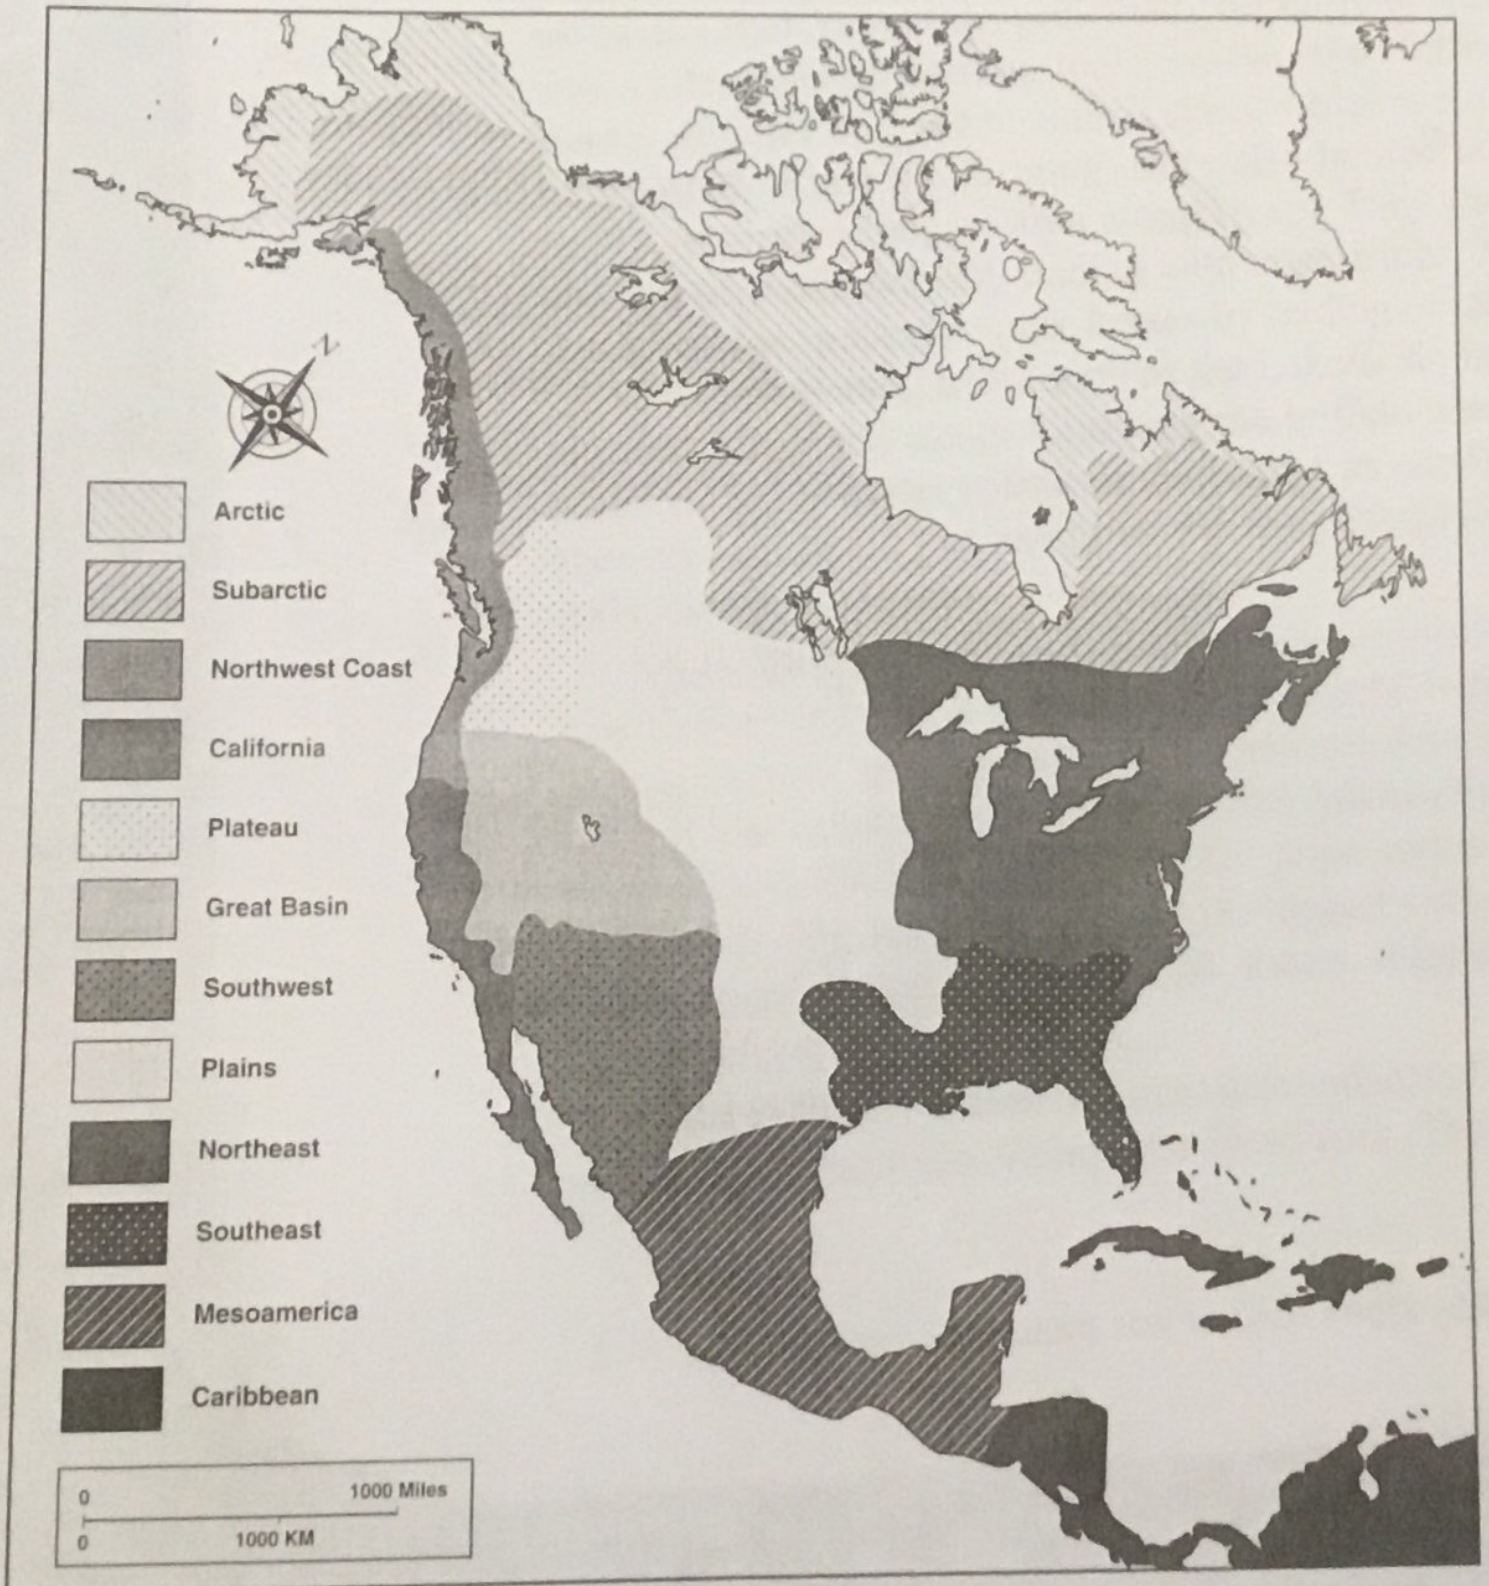 N
Arctic
Subarctic
Northwest Coast
California
Plateau
Great Basin
Southwest
Plains
Northeast
Southeast
Mesoamerica
Caribbean
0 1000 Miles
0 1000 KM